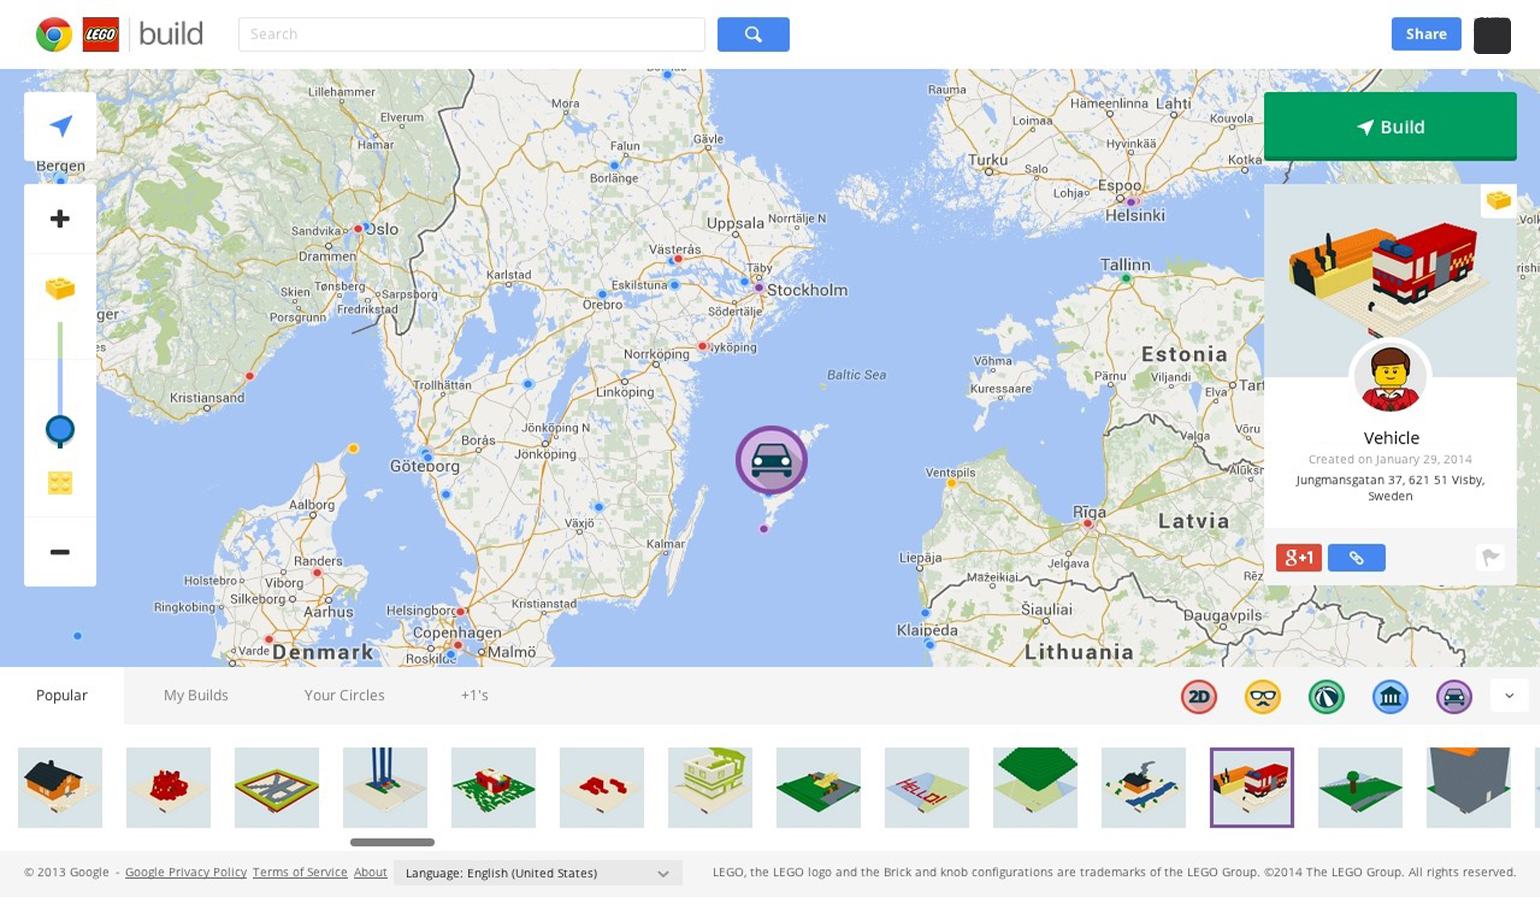 LEGO build
Search
Share
Build
Lillehammer
Elverum
Hamar
Bergen
Mora
Falun
Gävle
Borlänge
Rauma
Hämeenlinna
Lahti
Loimaa
Kouvola
Hyvinkää
Turku
Salo
Kotka
Lohja
Espoo
Helsinki
Uppsala
Norrtälje N
Sandvika
Oslo
Drammen
Västerås
Täby
Tallinn
Karlstad
Eskilstuna
Stockholm
Skien
Tønsberg
Sarpsborg
Örebro
Fredrikstad
Porsgrunn
Södertälje
Norrköping
Nyköping
Estonia
Võhma
Baltic Sea
Pärnu
Viljandi
Kuressaare
Trollhättan
Linköping
Kristiansand
Jönköping N
Jönköping
Borås
Göteborg
Valga
Võru
Ventspils
Aalborg
Växjö
Rīga
Latvia
Kalmar
Liepāja
Jelgava
Mažeikiai
Randers
Holstebro
Viborg
Silkeborg
Ringkobing
Aarhus
Helsingborg
Kristianstad
Šiauliai
Daugavpils
Copenhagen
Klaipėda
Varde
Denmark
Roskilde
Malmö
Lithuania
Vehicle
Created on January 29, 2014
Jungmansgatan 37, 621 51 Visby,
Sweden
g+1
Popular
My Builds
Your Circles
+1's
2D
HELLO!
© 2013 Google - Google Privacy Policy Terms of Service About
Language: English (United States)
LEGO, the LEGO logo and the Brick and knob configurations are trademarks of the LEGO Group. ©2014 The LEGO Group. All rights reserved.